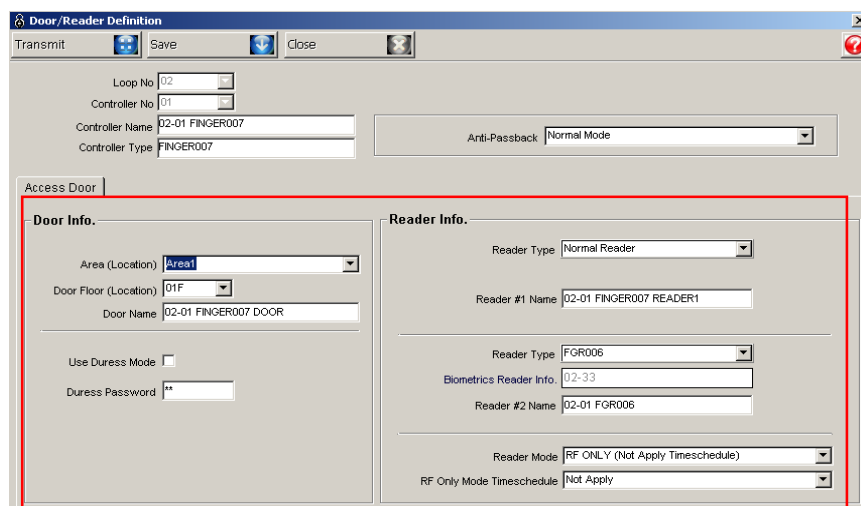 Door/Reader Definition
Transmit Save Close
Loop No 02
Controller No 01
Controller Name 02-01 FINGER007
Controller Type FINGER007
Anti-Passback Normal Mode
Access Door
Door Info.
Area (Location) Area1
Door Floor (Location) 01F
Door Name 02-01 FINGER007 DOOR
Use Duress Mode
Duress Password **
Reader Info.
Reader Type Normal Reader
Reader #1 Name 02-01 FINGER007 READER1
Reader Type FGR006
Biometrics Reader Info. 02-33
Reader #2 Name 02-01 FGR006
Reader Mode RF ONLY (Not Apply Timeschedule)
RF Only Mode Timeschedule Not Apply